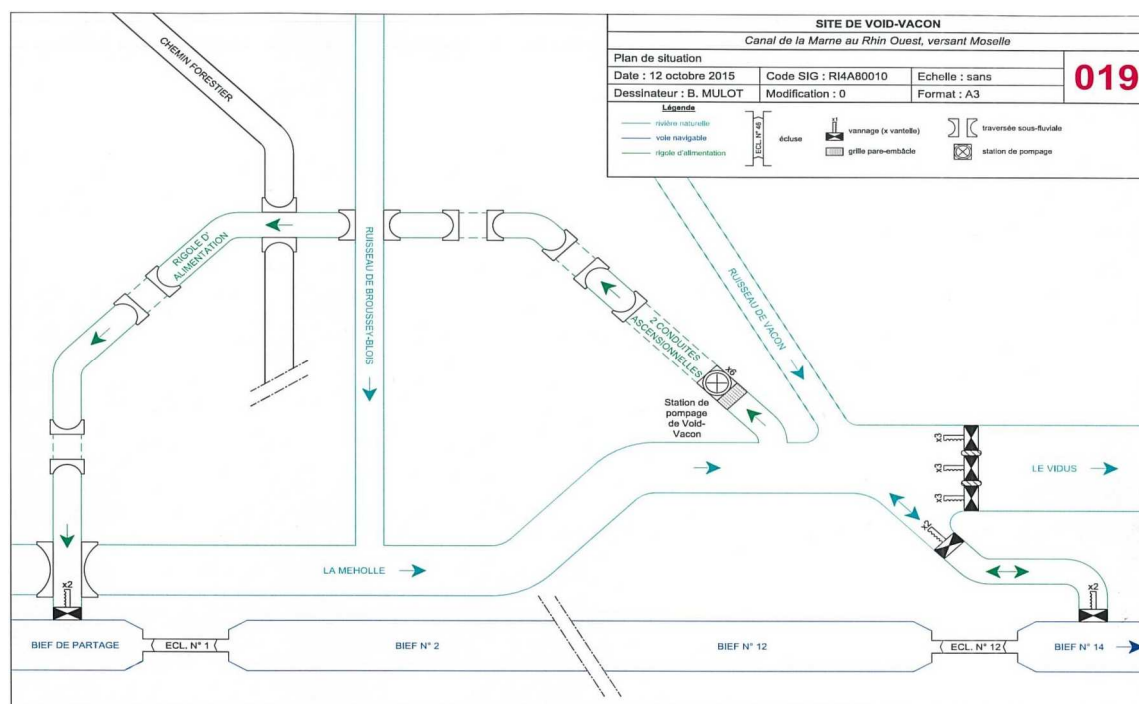 SITE DE VOID-VACON
Canal de la Marne au Rhin Ouest, versant Moselle
Plan de situation
019
Date : 12 octobre 2015
Code SIG : RI4A80010
Echelle : sans
Dessinateur : B. MULOT
Modification : 0
Format : A3
Légende
rivière naturelle
voie navigable
rigole d'alimentation
ECL. N° 46
écluse
x1
vannage (x vantelle)
grille pare-embâcle
traversée sous-fluviale
station de pompage
CHEMIN FORESTIER
RIGOLE D'
ALIMENTATION
RUISSEAU DE BROUSSEY-BLOIS
2 CONDUITES
ASCENSIONNELLES
RUISSEAU DE VACON
x6
Station de
pompage
de Void-
Vacon
x3
x3
x3
LE VIDUS
x2
LA MEHOLLE
x2
x2
BIEF DE PARTAGE
ECL. N° 1
BIEF N° 2
BIEF N° 12
ECL. N° 12
BIEF N° 14